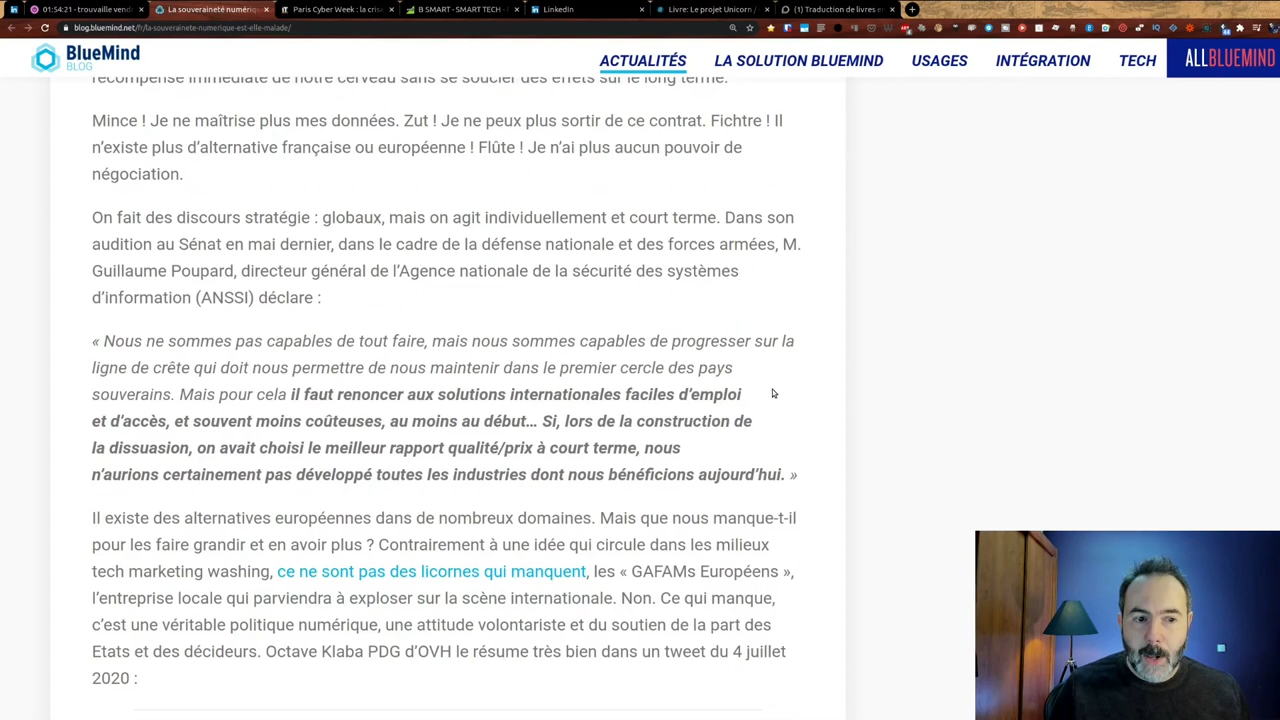 01:54:21 - trouvaille vend
La souveraineté numériq
Paris Cyber Week : la crise
B SMART - SMART TECH -
LinkedIn
Livre: Le projet Unicorn /
(1) Traduction de livres en
blog.bluemind.net/fr/la-souverainete-numerique-est-elle-malade/
BlueMind
BLOG
ACTUALITÉS
LA SOLUTION BLUEMIND
USAGES
INTÉGRATION
TECH
ALLBLUEMIND
récompense immédiate de notre cerveau sans se soucier des effets sur le long terme.
Mince ! Je ne maîtrise plus mes données. Zut ! Je ne peux plus sortir de ce contrat. Fichtre ! Il
n'existe plus d'alternative française ou européenne ! Flûte ! Je n'ai plus aucun pouvoir de
négociation.
On fait des discours stratégie : globaux, mais on agit individuellement et court terme. Dans son
audition au Sénat en mai dernier, dans le cadre de la défense nationale et des forces armées, M.
Guillaume Poupard, directeur général de l'Agence nationale de la sécurité des systèmes
d'information (ANSSI) déclare :
« Nous ne sommes pas capables de tout faire, mais nous sommes capables de progresser sur la
ligne de crête qui doit nous permettre de nous maintenir dans le premier cercle des pays
souverains. Mais pour cela il faut renoncer aux solutions internationales faciles d'emploi
et d'accès, et souvent moins coûteuses, au moins au début… Si, lors de la construction de
la dissuasion, on avait choisi le meilleur rapport qualité/prix à court terme, nous
n'aurions certainement pas développé toutes les industries dont nous bénéficions aujourd'hui. »
Il existe des alternatives européennes dans de nombreux domaines. Mais que nous manque-t-il
pour les faire grandir et en avoir plus ? Contrairement à une idée qui circule dans les milieux
tech marketing washing, ce ne sont pas des licornes qui manquent, les « GAFAMs Européens »,
l'entreprise locale qui parviendra à exploser sur la scène internationale. Non. Ce qui manque,
c'est une véritable politique numérique, une attitude volontariste et du soutien de la part des
Etats et des décideurs. Octave Klaba PDG d'OVH le résume très bien dans un tweet du 4 juillet
2020 :